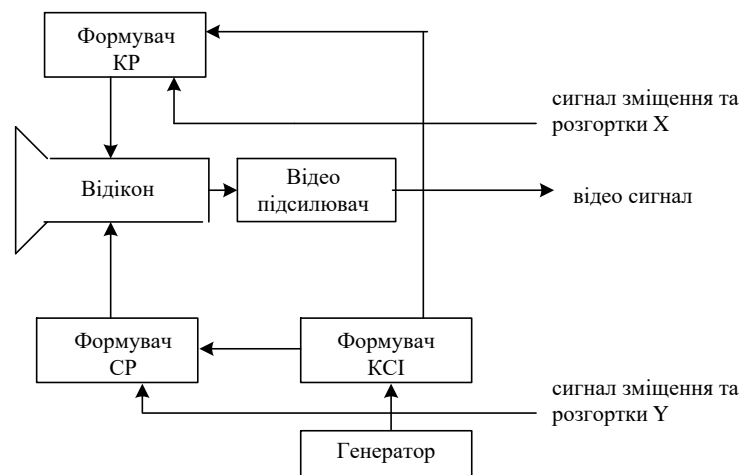 Формувач
КР
сигнал зміщення та
розгортки X
Відікон
Відео
підсилювач
відео сигнал
Формувач
СР
Формувач
КСІ
сигнал зміщення та
розгортки Y
Генератор